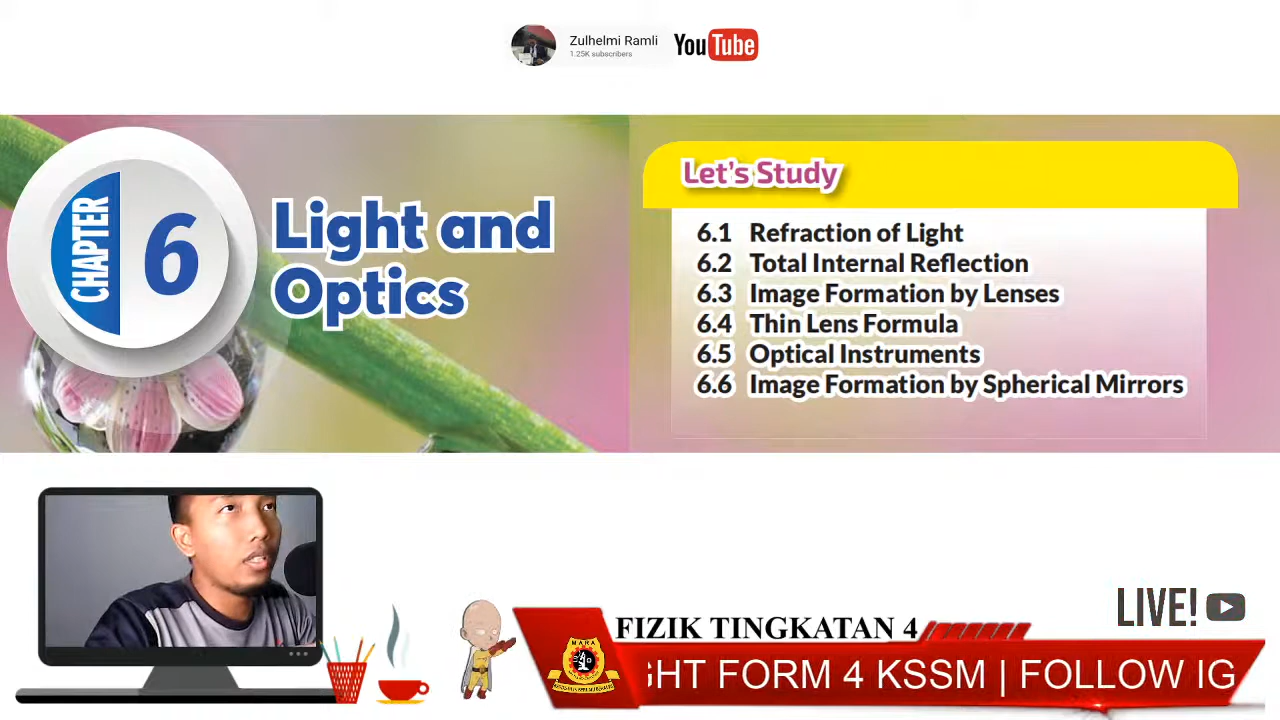 Zulhelmi Ramli
1.25K subscribers
YouTube
CHAPTER
6
Light and
Optics
Let's Study
6.1 Refraction of Light
6.2 Total Internal Reflection
6.3 Image Formation by Lenses
6.4 Thin Lens Formula
6.5 Optical Instruments
6.6 Image Formation by Spherical Mirrors
LIVE!
FIZIK TINGKATAN 4
GHT FORM 4 KSSM | FOLLOW IG
MARA